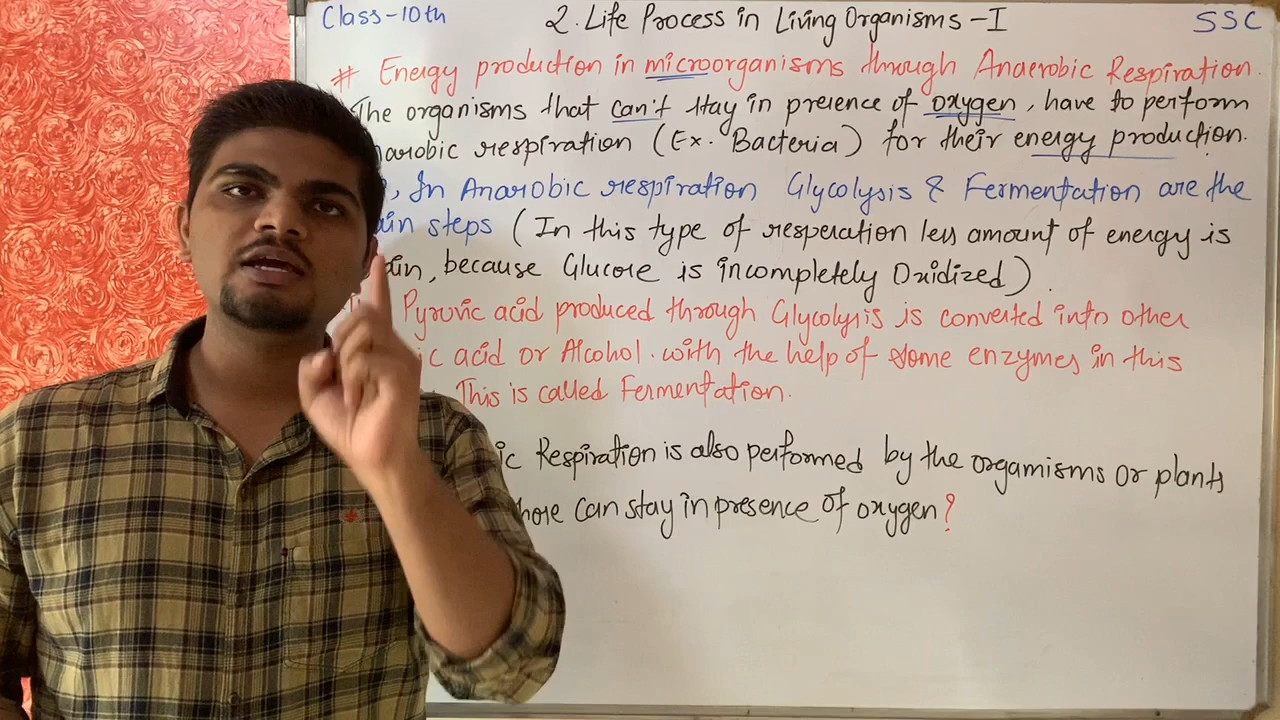 Class-10th
2. Life Process in Living Organisms -I
SSC
# Energy production in microorganisms through Anaerobic Respiration.
The organisms that can't stay in presence of oxygen, have to perform
respiration (Ex. Bacteria) for their energy production.
In Anarobic respiration Glycolysis & Fermentation are the
steps (In this type of resperation less amount of energy is
because Glucose is incompletely Oxidized).
Pyruvic acid produced through Glycolysis is converted into other
acid or Alcohol. with the help of some enzymes in this
This is called Fermentation.
Respiration is also performed by the orgamisms or plants
can stay in presence of oxygen?